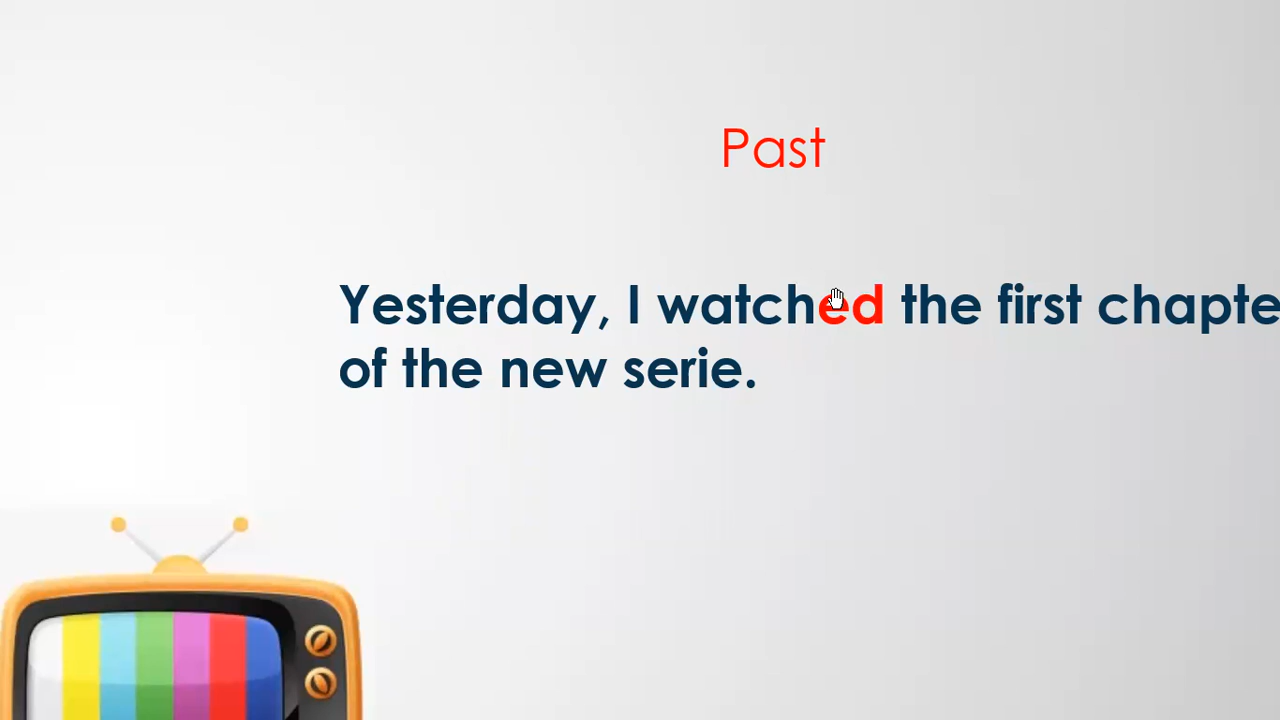 Past
Yesterday, I watched the first chapte
of the new serie.